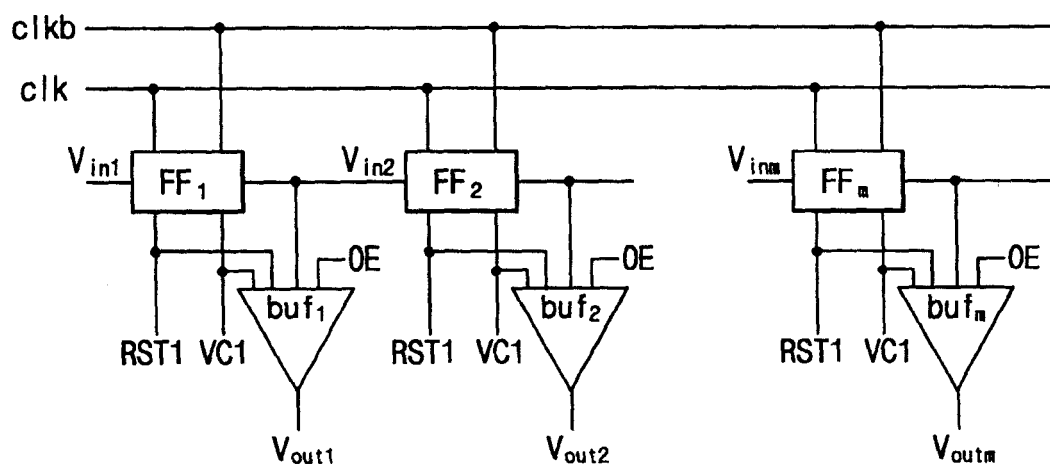 clkb
clk
Vin1 FF1 Vin2 FF2 Vinm FFm
OE OE OE
buf1 buf2 bufm
RST1 VC1 RST1 VC1 RST1 VC1
Vout1 Vout2 Voutm